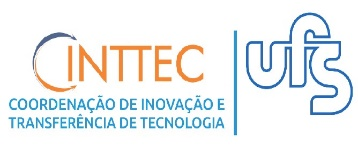 CINTTEC
COORDENAÇÃO DE INOVAÇÃO E
TRANSFERÊNCIA DE TECNOLOGIA
ufs